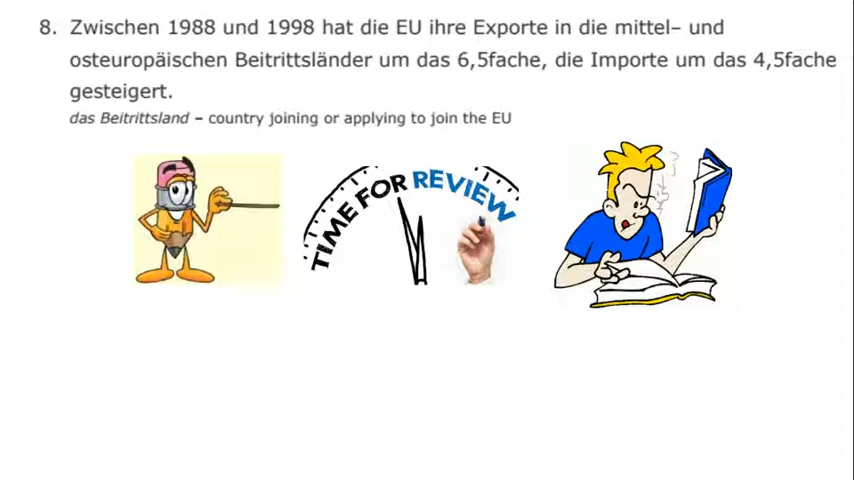 8. Zwischen 1988 und 1998 hat die EU ihre Exporte in die mittel– und
osteuropäischen Beitrittsländer um das 6,5fache, die Importe um das 4,5fache
gesteigert.
das Beitrittsland – country joining or applying to join the EU
TIME FOR REVIEW